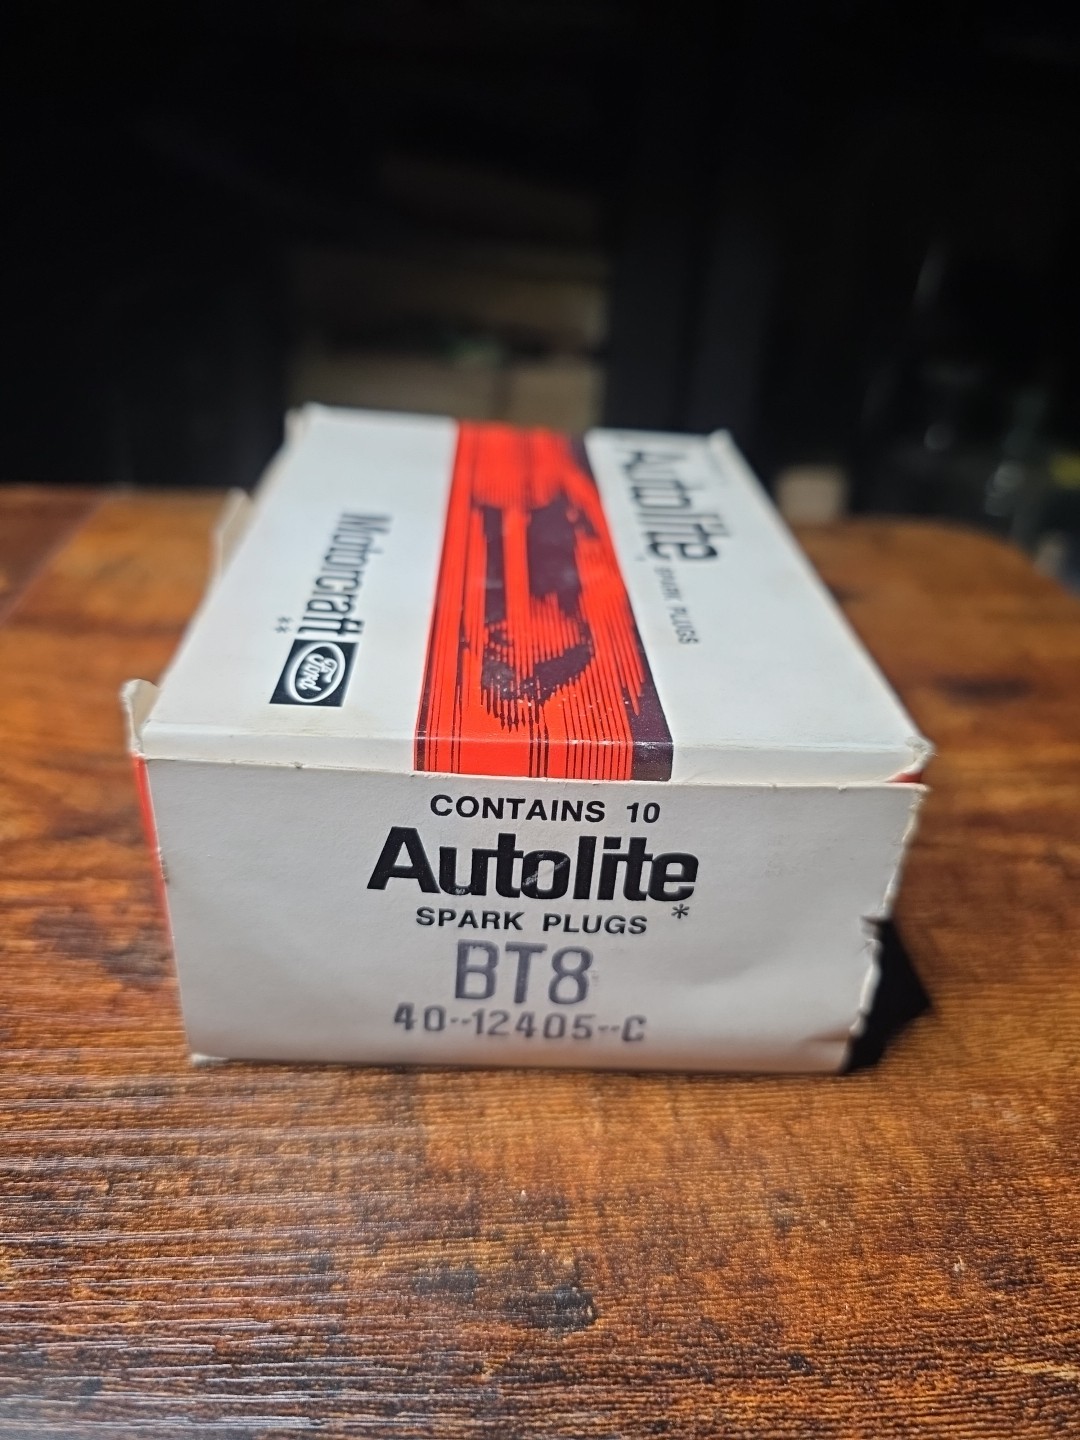 Autolite
SPARK PLUGS
Motorcraft
**
Ford
CONTAINS 10
Autolite
SPARK PLUGS *
BT8
40--12405--C